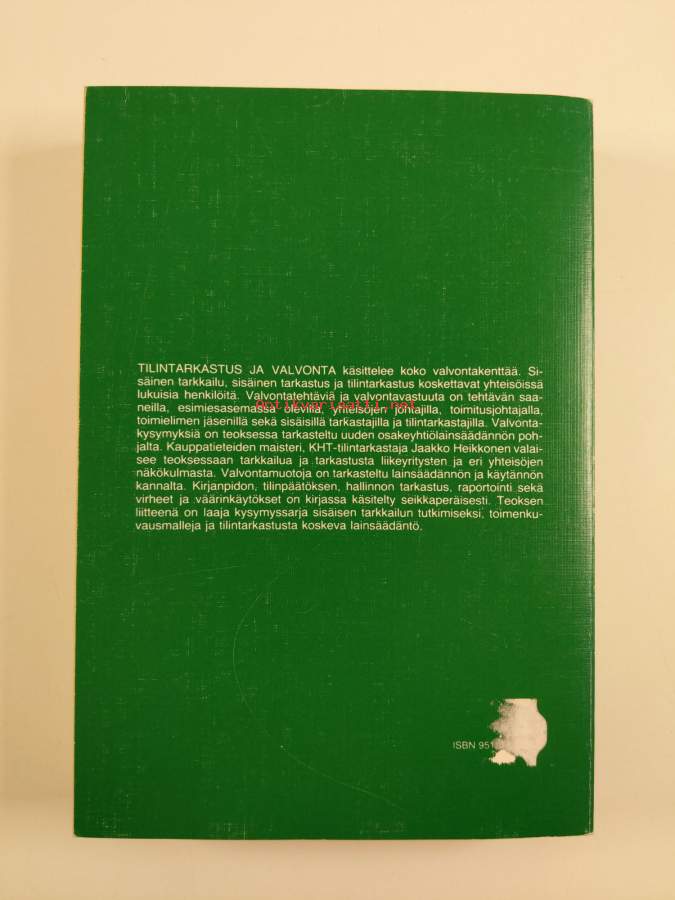 TILINTARKASTUS JA VALVONTA käsittelee koko valvontakenttää. Si-
säinen tarkkailu, sisäinen tarkastus ja tilintarkastus koskettavat yhteisöissä
lukuisia henkilöitä. Valvontatehtäviä ja valvontavastuuta on tehtävän saa-
neilla, esimiesasemassa olevilla, yhteisöjen johtajilla, toimitusjohtajalla,
Antikvariaatti.net
toimielimen jäsenillä sekä sisäisillä tarkastajilla ja tilintarkastajilla. Valvonta-
kysymyksiä on teoksessa tarkasteltu uuden osakeyhtiölainsäädännön poh-
jalta. Kauppatieteiden maisteri, KHT-tilintarkastaja Jaakko Heikkonen valai-
see teoksessaan tarkkailua ja tarkastusta liikeyritysten ja eri yhteisöjen
näkökulmasta. Valvontamuotoja on tarkasteltu lainsäädännön ja käytännön
kannalta. Kirjanpidon, tilinpäätöksen, hallinnon tarkastus, raportointi sekä
virheet ja väärinkäytökset on kirjassa käsitelty seikkaperäisesti. Teoksen
liitteenä on laaja kysymyssarja sisäisen tarkkailun tutkimiseksi, toimenku-
vausmalleja ja tilintarkastusta koskeva lainsäädäntö.
ISBN 951